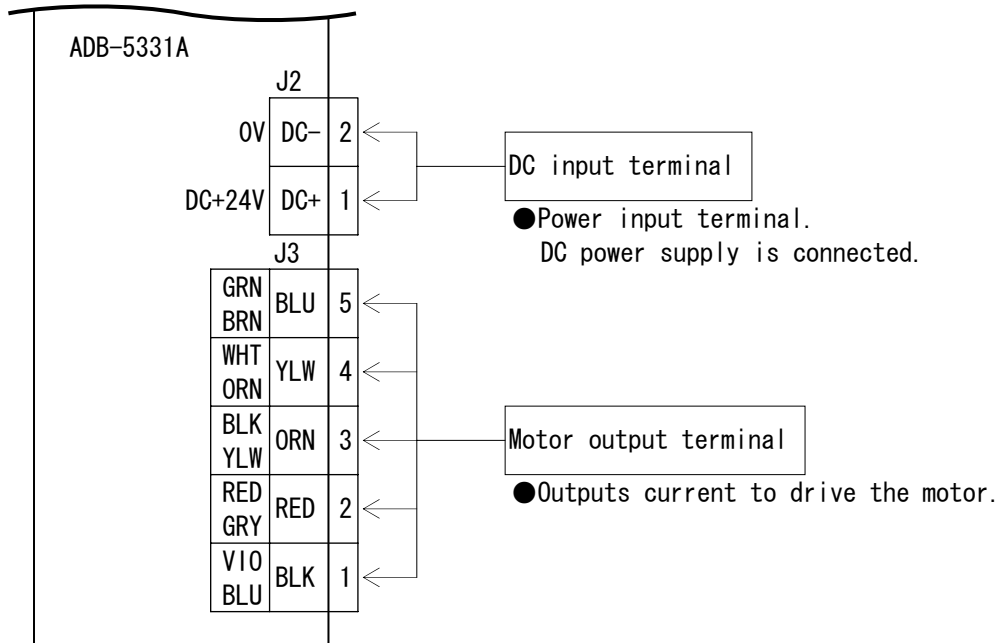 ADB-5331A
J2
0V DC- 2
DC+24V DC+ 1
DC input terminal
●Power input terminal.
DC power supply is connected.
J3
GRN
BRN
BLU 5
WHT
ORN
YLW 4
BLK
YLW
ORN 3
RED
GRY
RED 2
VIO
BLU
BLK 1
Motor output terminal
●Outputs current to drive the motor.